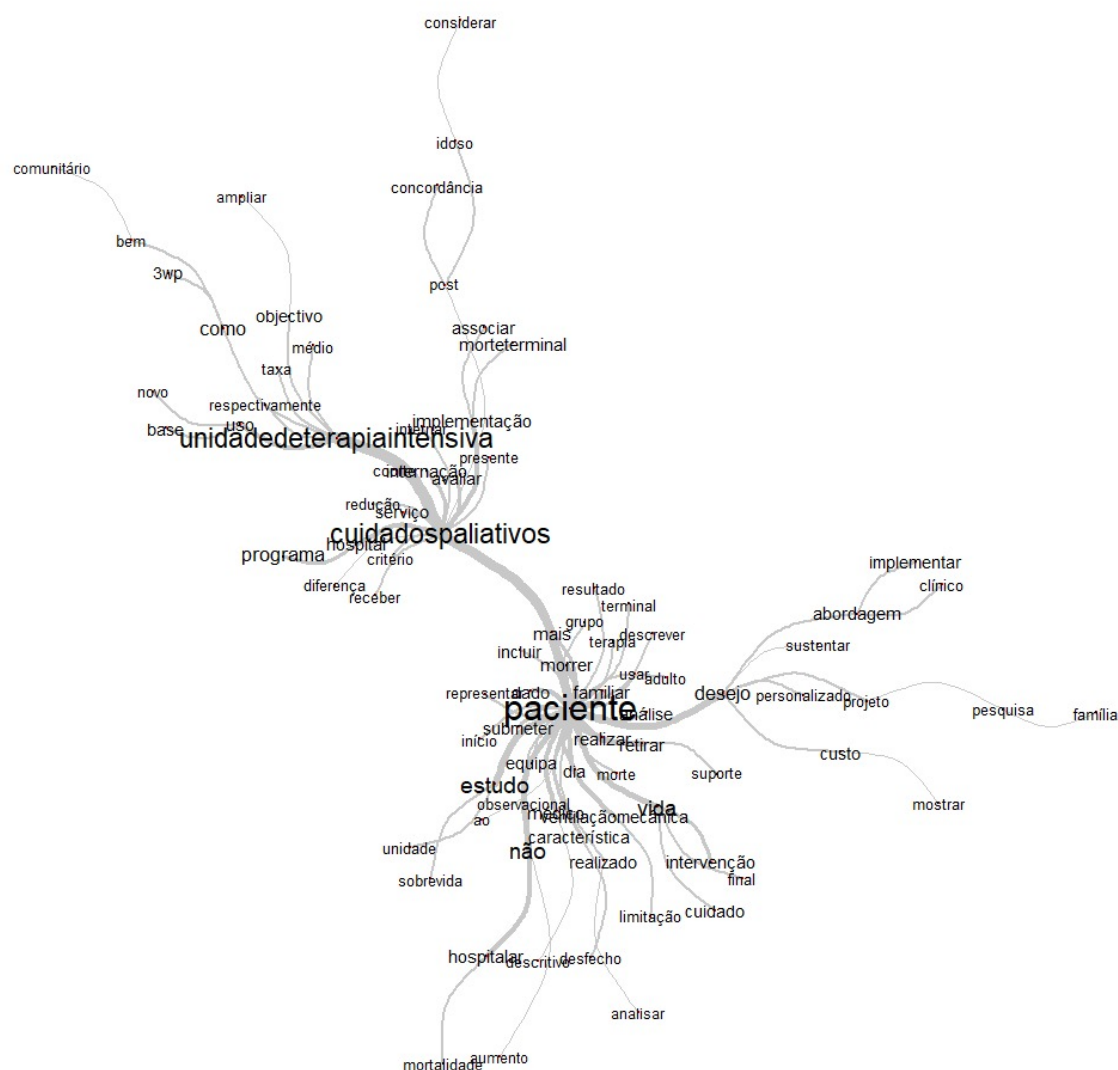 considerar
idoso
comunitário
concordância
ampliar
bem
3wp
post
objectivo
como
associar
médio
morteterminal
taxa
novo
respectivamente
implementação
uso
base
internar
unidadedeterapiaintensiva
presente
internação
avaliar
redução
serviço
cuidadospaliativos
hospital
programa
critério
implementar
diferença
clínico
resultado
receber
terminal
abordagem
grupo
mais
descrever
terapia
sustentar
incluir
morrer
usar
adulto
representar
dado
familiar
desejo
personalizado
projeto
paciente
pesquisa
família
análise
submeter
início
realizar
retirar
custo
equipa
dia
morte
suporte
estudo
observacional
mostrar
vida
médico
ventilaçãomecânica
ao
característica
unidade
não
realizado
intervenção
sobrevida
final
cuidado
limitação
hospitalar
descritivo
desfecho
analisar
aumento
mortalidade